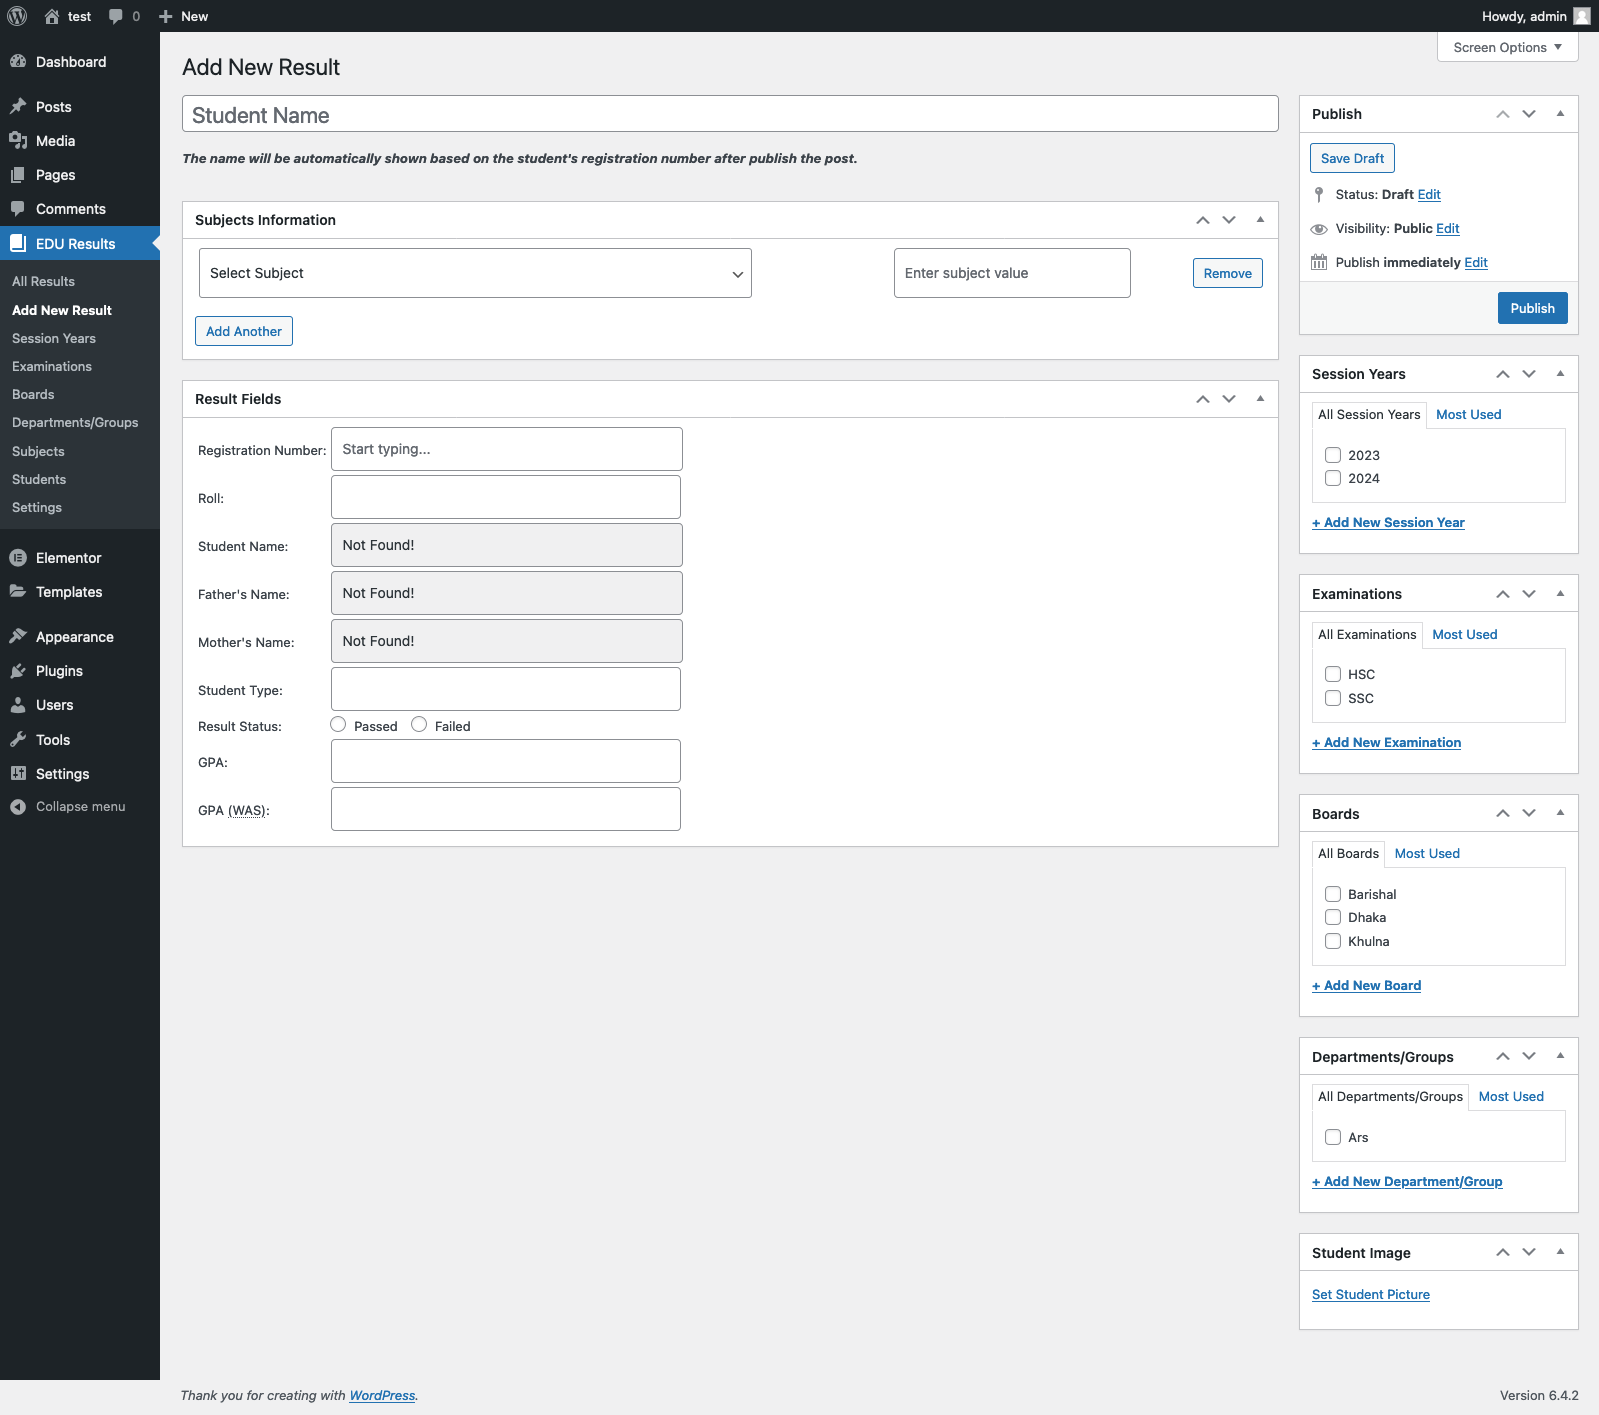 test 0 New Howdy, admin
Screen Options
Dashboard
Posts
Media
Pages
Comments
EDU Results
All Results
Add New Result
Session Years
Examinations
Boards
Departments/Groups
Subjects
Students
Settings
Elementor
Templates
Appearance
Plugins
Users
Tools
Settings
Collapse menu
Add New Result
Student Name
The name will be automatically shown based on the student's registration number after publish the post.
Subjects Information
Select Subject Enter subject value Remove
Add Another
Result Fields
Registration Number: Start typing...
Roll:
Student Name: Not Found!
Father's Name: Not Found!
Mother's Name: Not Found!
Student Type:
Result Status: Passed Failed
GPA:
GPA (WAS):
Publish
Save Draft
Status: Draft Edit
Visibility: Public Edit
Publish immediately Edit
Publish
Session Years
All Session Years Most Used
2023
2024
+ Add New Session Year
Examinations
All Examinations Most Used
HSC
SSC
+ Add New Examination
Boards
All Boards Most Used
Barishal
Dhaka
Khulna
+ Add New Board
Departments/Groups
All Departments/Groups Most Used
Ars
+ Add New Department/Group
Student Image
Set Student Picture
Thank you for creating with WordPress. Version 6.4.2